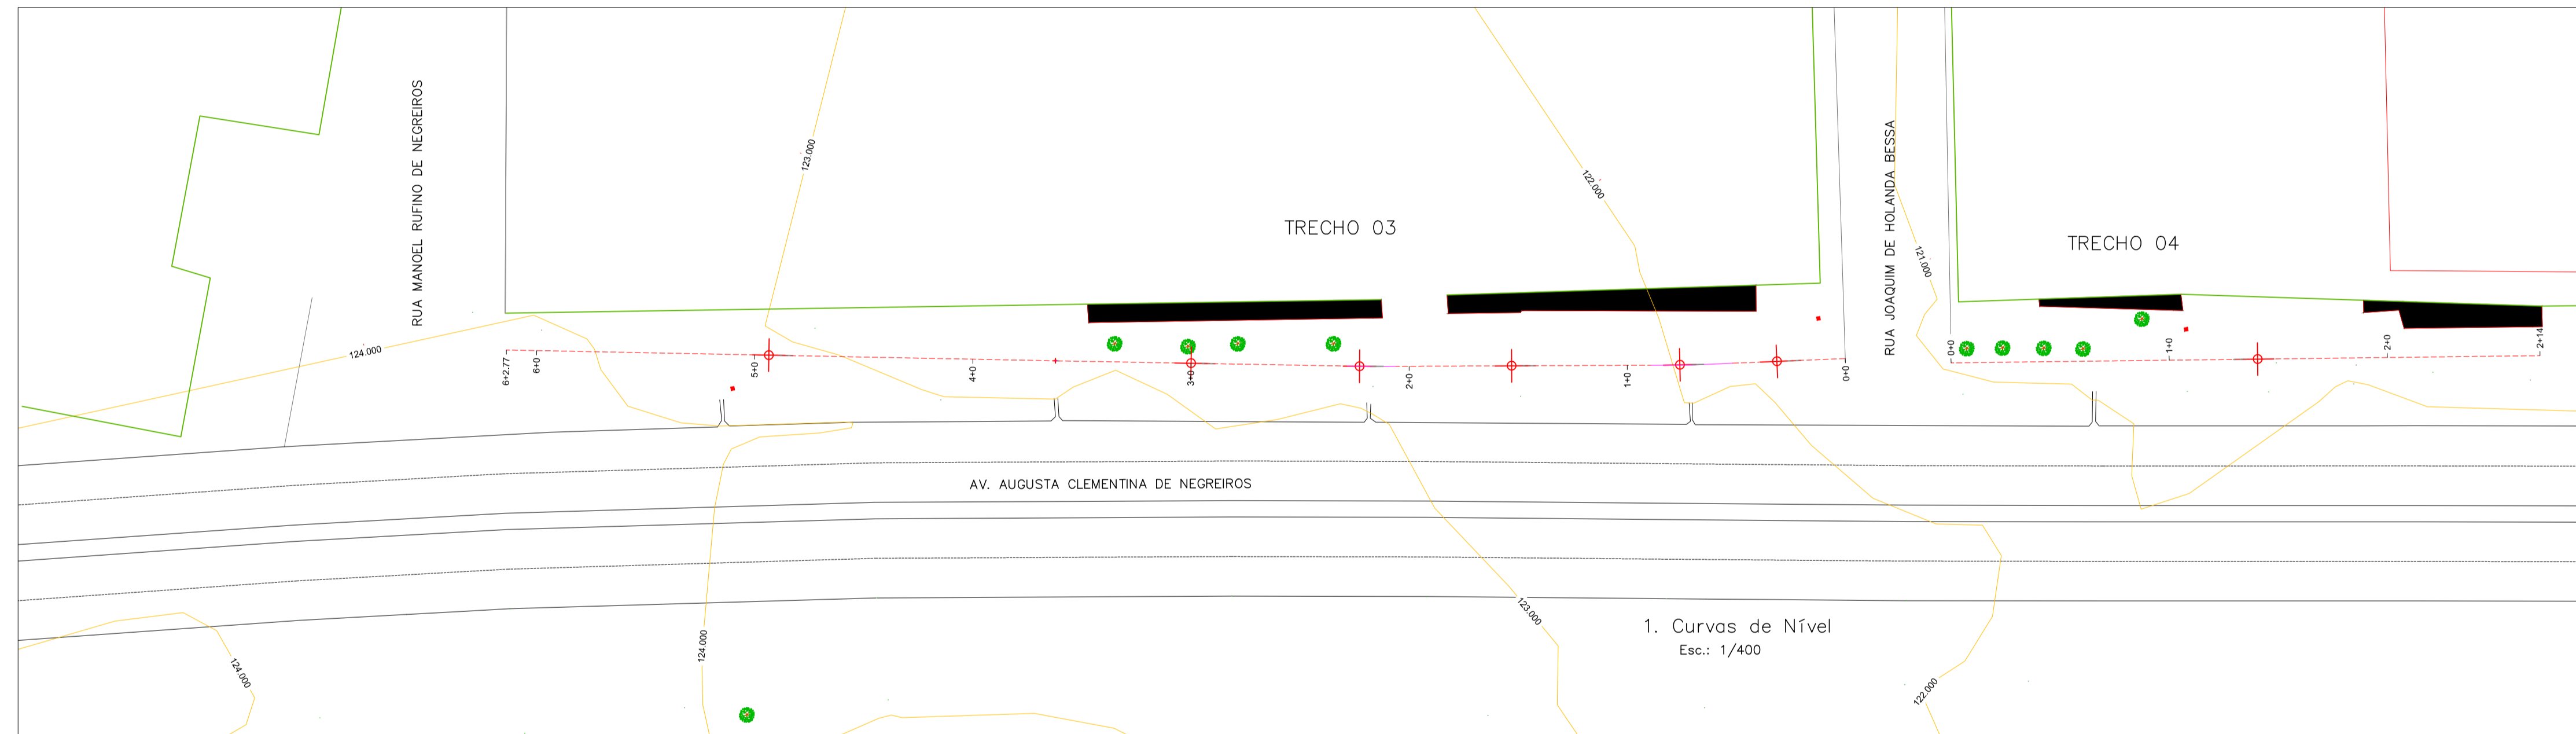 RUA MANOEL RUFINO DE NEGREIROS
123.000
122.000
RUA JOAQUIM DE HOLANDA BESSA
TRECHO 03
TRECHO 04
121.000
124.000
6+2.77
6+0
5+0
4+0
3+0
2+0
1+0
0+0
0+0
1+0
2+0
2+14
AV. AUGUSTA CLEMENTINA DE NEGREIROS
123.000
1. Curvas de Nível
Esc.: 1/400
124.000
124.000
122.000